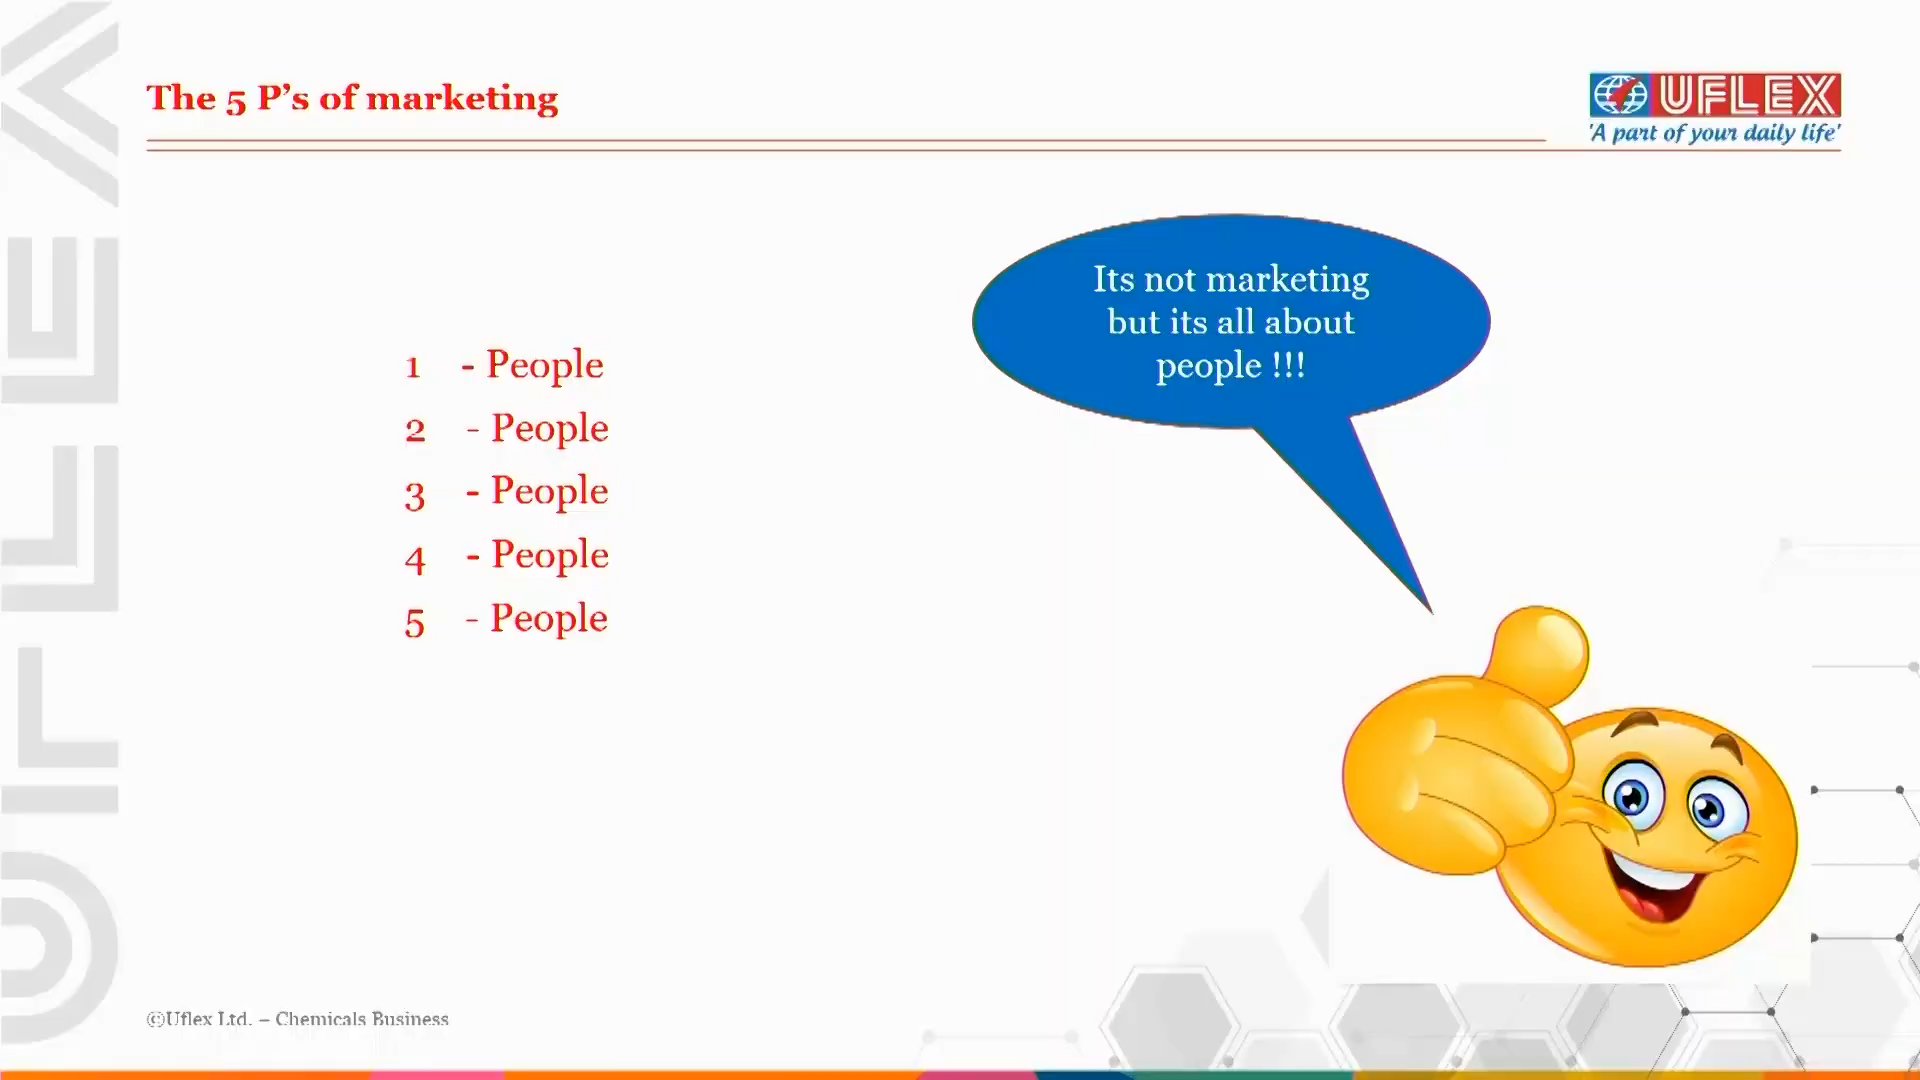 The 5 P’s of marketing
UFLEX
'A part of your daily life'
Its not marketing
but its all about
people !!!
1 - People
2 - People
3 - People
4 - People
5 - People
©Uflex Ltd. – Chemicals Business
UFLEX